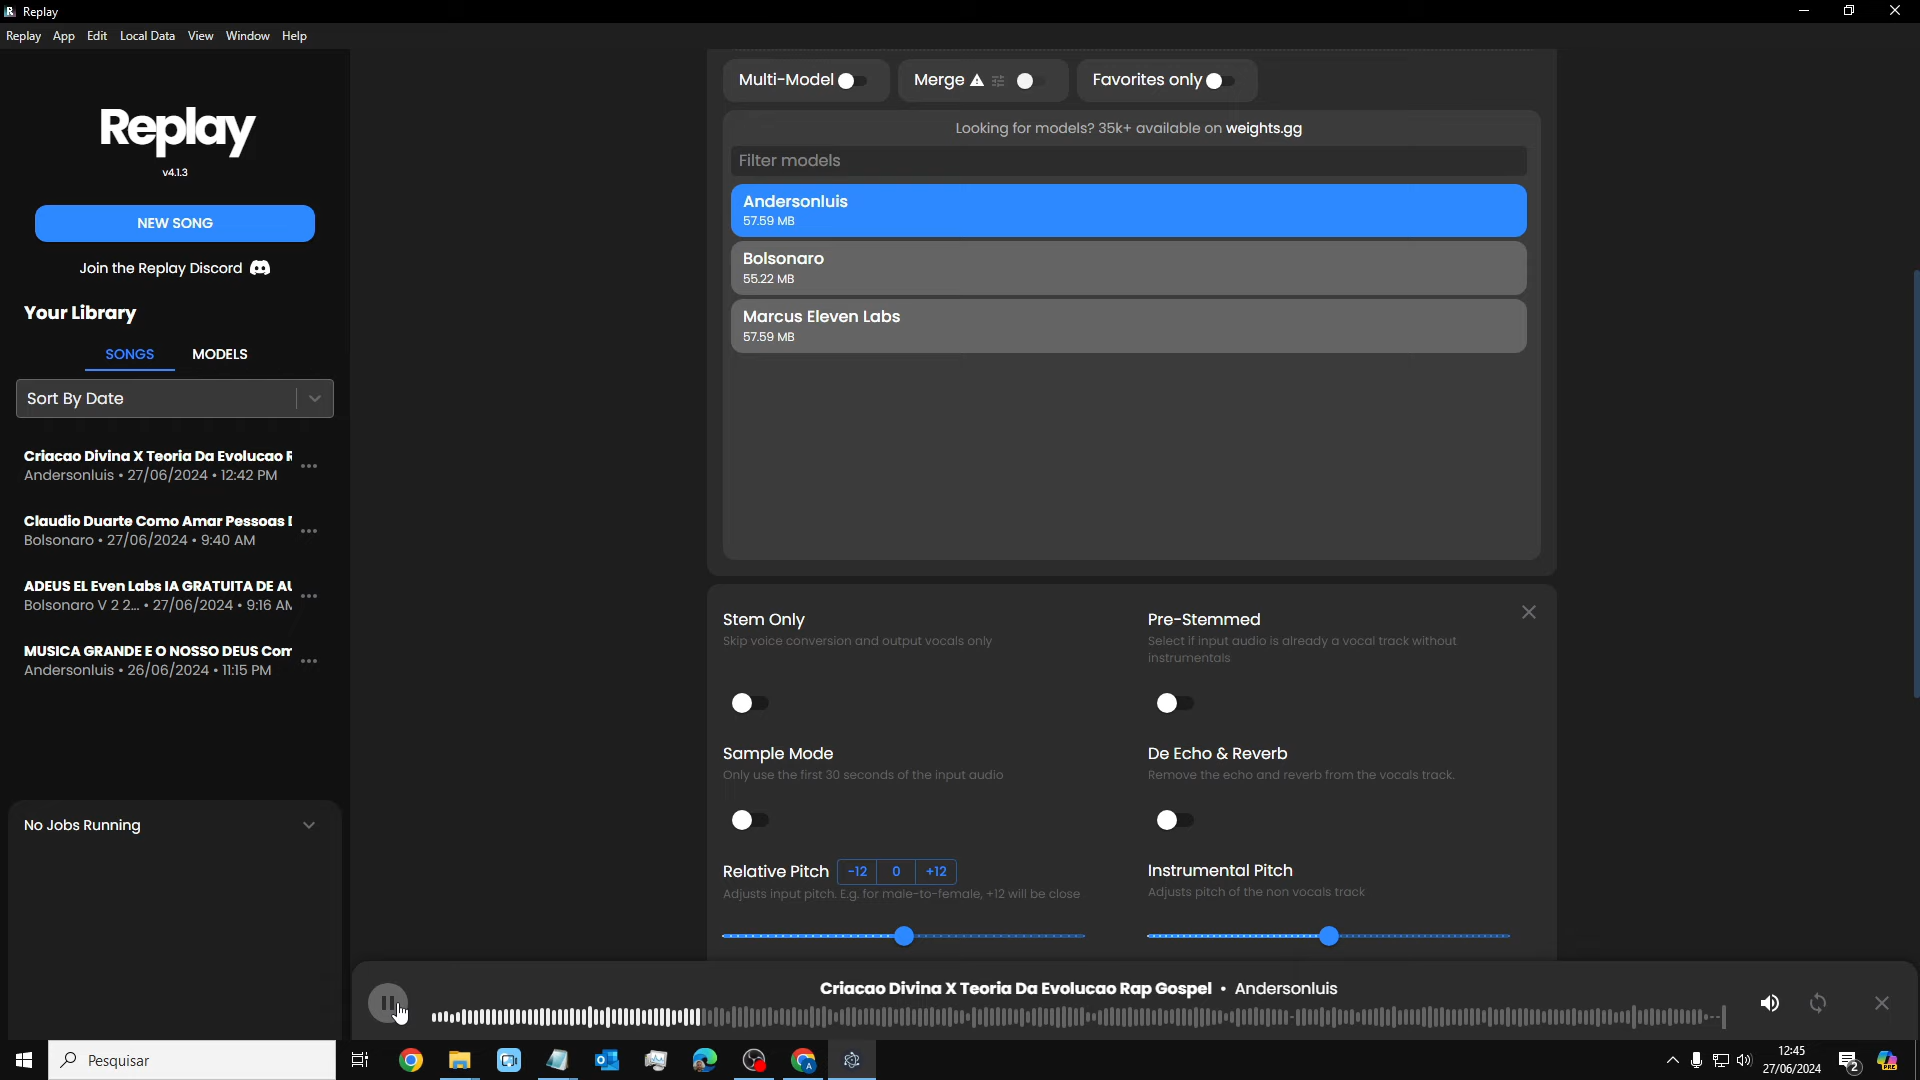 Replay
Replay App Edit Local Data View Window Help
Replay
v4.1.3
NEW SONG
Join the Replay Discord
Your Library
SONGS MODELS
Sort By Date
Criacao Divina X Teoria Da Evolucao R
Andersonluis • 27/06/2024 • 12:42 PM
Claudio Duarte Como Amar Pessoas D
Bolsonaro • 27/06/2024 • 9:40 AM
ADEUS EL Even Labs IA GRATUITA DE AU
Bolsonaro V 2 2... • 27/06/2024 • 9:16 AM
MUSICA GRANDE E O NOSSO DEUS Com
Andersonluis • 26/06/2024 • 11:15 PM
No Jobs Running
Multi-Model Merge Favorites only
Looking for models? 35k+ available on weights.gg
Filter models
Andersonluis
57.59 MB
Bolsonaro
55.22 MB
Marcus Eleven Labs
57.59 MB
Stem Only
Skip voice conversion and output vocals only
Pre-Stemmed
Select if input audio is already a vocal track without
instrumentals
Sample Mode
Only use the first 30 seconds of the input audio
De Echo & Reverb
Remove the echo and reverb from the vocals track.
Relative Pitch -12 0 +12
Adjusts input pitch. E.g. for male-to-female, +12 will be close
Instrumental Pitch
Adjusts pitch of the non vocals track
Criacao Divina X Teoria Da Evolucao Rap Gospel • Andersonluis
Pesquisar
12:45
27/06/2024
2